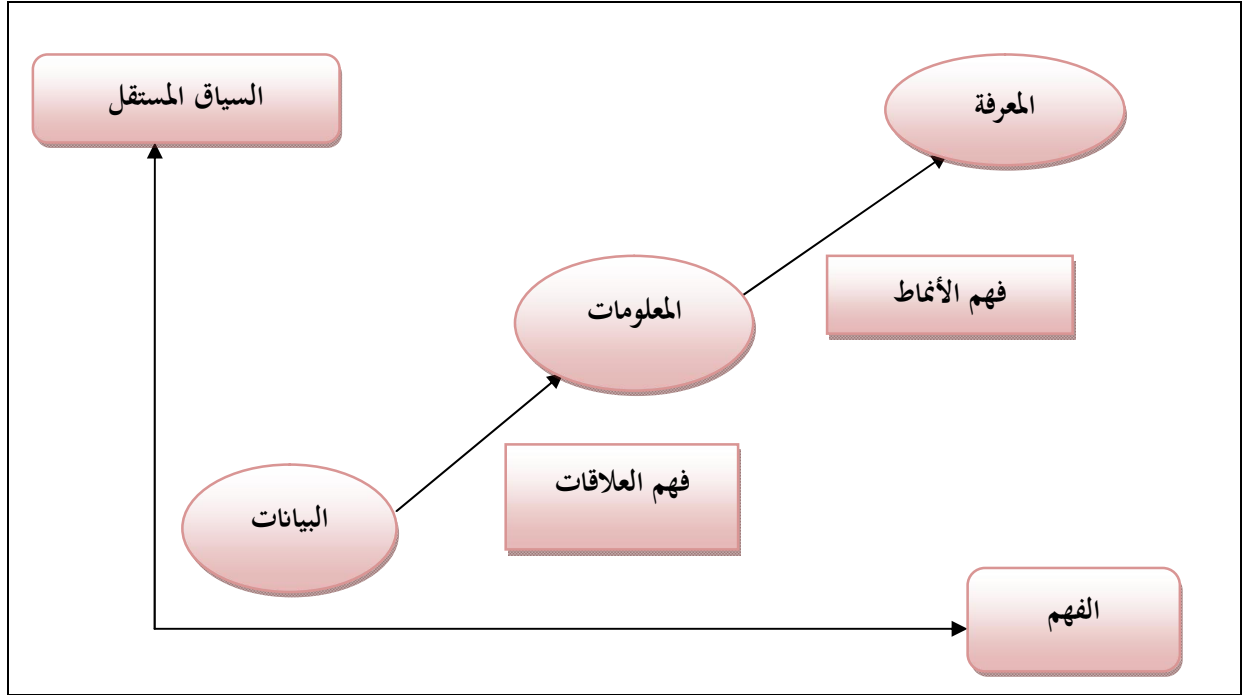 المعرفة
السياق المستقل
فهم الأنماط
المعلومات
فهم العلاقات
البيانات
الفهم